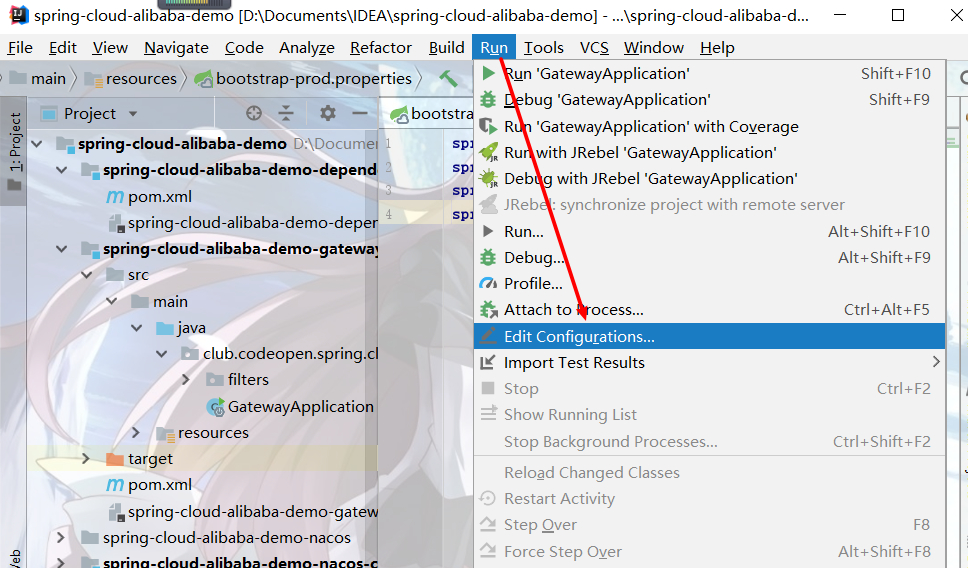 spring-cloud-alibaba-demo [D:\Documents\IDEA\spring-cloud-alibaba-demo] - ...\spring-cloud-alibaba-d...
File Edit View Navigate Code Analyze Refactor Build Run Tools VCS Window Help
main resources bootstrap-prod.properties
1: Project
Project
bootstra
spring-cloud-alibaba-demo D:\Documen
spring-cloud-alibaba-demo-depend
pom.xml
spring-cloud-alibaba-demo-deper
spring-cloud-alibaba-demo-gateway
src
main
java
club.codeopen.spring.cl
filters
GatewayApplication
resources
target
pom.xml
spring-cloud-alibaba-demo-gatew
spring-cloud-alibaba-demo-nacos
spring-cloud-alibaba-demo-nacos-c
1 spr
2 spr
3 spr
4 spr
Run 'GatewayApplication' Shift+F10
Debug 'GatewayApplication' Shift+F9
Run 'GatewayApplication' with Coverage
Run with JRebel 'GatewayApplication'
Debug with JRebel 'GatewayApplication'
JRebel: synchronize project with remote server
Run... Alt+Shift+F10
Debug... Alt+Shift+F9
Profile...
Attach to Process... Ctrl+Alt+F5
Edit Configurations...
Import Test Results
Stop Ctrl+F2
Show Running List
Stop Background Processes... Ctrl+Shift+F2
Reload Changed Classes
Restart Activity
Step Over F8
Force Step Over Alt+Shift+F8